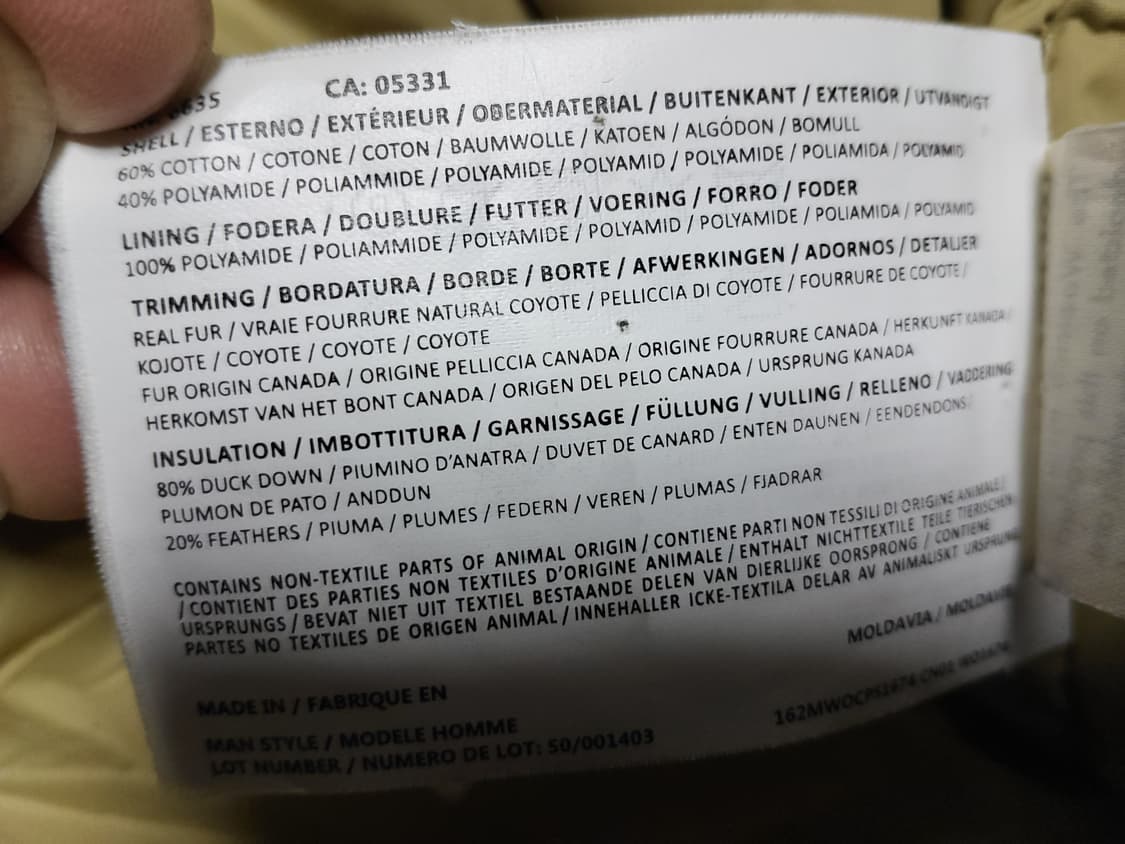 CA: 05331
SHELL / ESTERNO / EXTÉRIEUR / OBERMATERIAL / BUITENKANT / EXTERIOR / UTVÄNDIGT
60% COTTON / COTONE / COTON / BAUMWOLLE / KATOEN / ALGÓDON / BOMULL
40% POLYAMIDE / POLIAMMIDE / POLYAMIDE / POLYAMID / POLYAMIDE / POLIAMIDA / POLYAMID
LINING / FODERA / DOUBLURE / FUTTER / VOERING / FORRO / FODER
100% POLYAMIDE / POLIAMMIDE / POLYAMIDE / POLYAMID / POLYAMIDE / POLIAMIDA / POLYAMID
TRIMMING / BORDATURA / BORDE / BORTE / AFWERKINGEN / ADORNOS / DETALJER
REAL FUR / VRAIE FOURRURE NATURAL COYOTE / PELLICCIA DI COYOTE / FOURRURE DE COYOTE /
KOJOTE / COYOTE / COYOTE / COYOTE
FUR ORIGIN CANADA / ORIGINE PELLICCIA CANADA / ORIGINE FOURRURE CANADA / HERKUNFT KANADA /
HERKOMST VAN HET BONT CANADA / ORIGEN DEL PELO CANADA / URSPRUNG KANADA
INSULATION / IMBOTTITURA / GARNISSAGE / FÜLLUNG / VULLING / RELLENO / VADDERING
80% DUCK DOWN / PIUMINO D'ANATRA / DUVET DE CANARD / ENTEN DAUNEN / EENDENDONS
PLUMON DE PATO / ANDDUN
20% FEATHERS / PIUMA / PLUMES / FEDERN / VEREN / PLUMAS / FJADRAR
CONTAINS NON-TEXTILE PARTS OF ANIMAL ORIGIN / CONTIENE PARTI NON TESSILI DI ORIGINE ANIMALE
/ CONTIENT DES PARTIES NON TEXTILES D'ORIGINE ANIMALE / ENTHALT NICHTTEXTILE TEILE TIERISCHEN
URSPRUNGS / BEVAT NIET UIT TEXTIEL BESTAANDE DELEN VAN DIERLIJKE OORSPRONG / CONTIENE
PARTES NO TEXTILES DE ORIGEN ANIMAL / INNEHALLER ICKE-TEXTILA DELAR AV ANIMALISKT URSPRUNG
MOLDAVIA / MOLDAVIE
MADE IN / FABRIQUE EN
MAN STYLE / MODELE HOMME
162MWOCPS1674
LOT NUMBER / NUMERO DE LOT: 50/001403